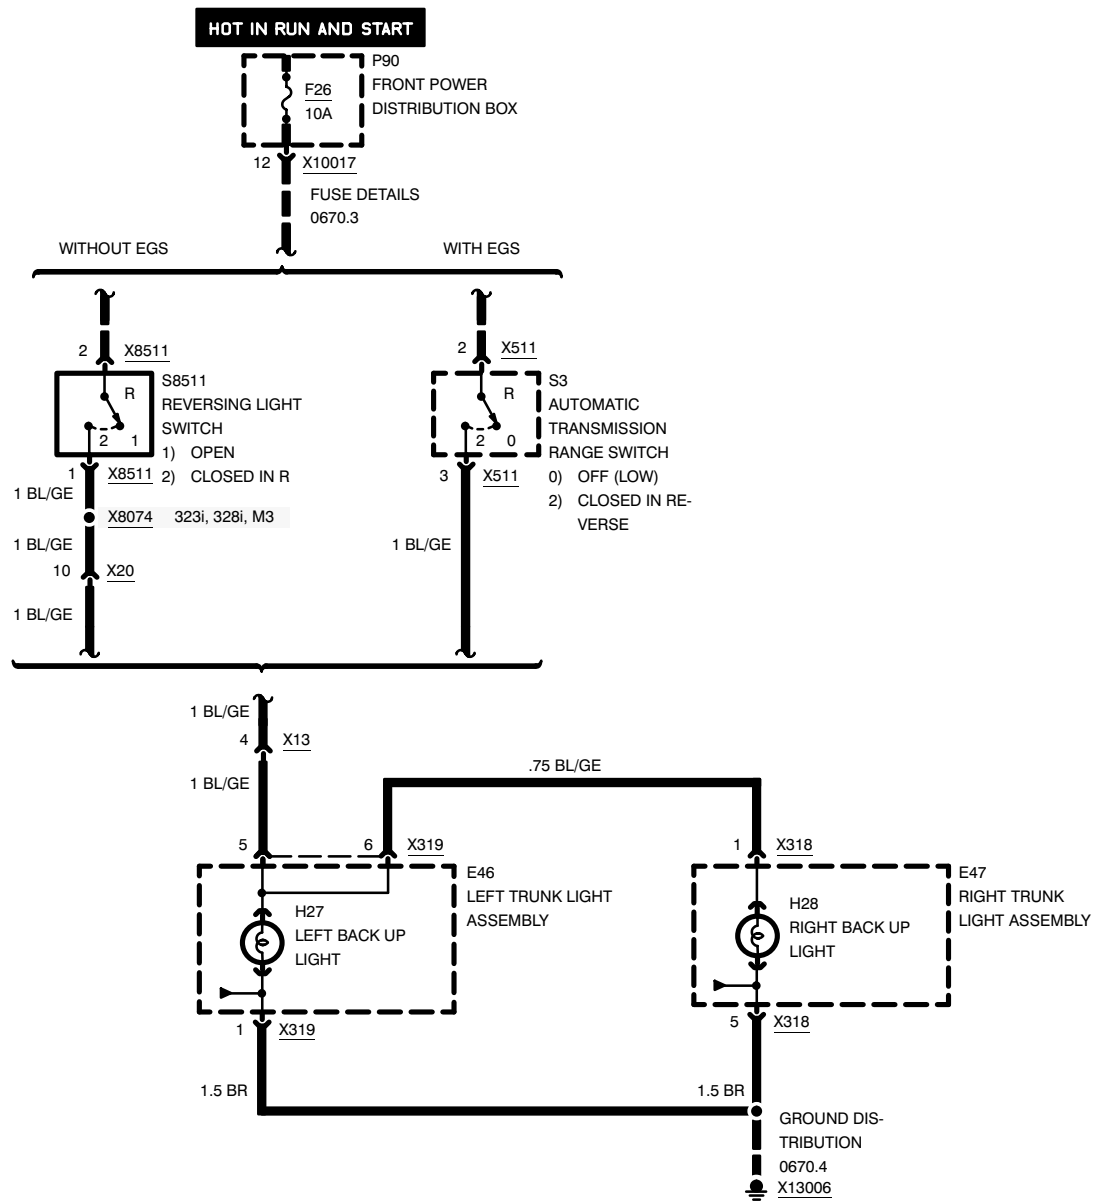 HOT IN RUN AND START
P90
FRONT POWER
DISTRIBUTION BOX
F26
10A
12
X10017
FUSE DETAILS
0670.3
WITHOUT EGS
WITH EGS
2
X8511
2
X511
S8511
REVERSING LIGHT
SWITCH
1) OPEN
2) CLOSED IN R
R
2
1
S3
AUTOMATIC
TRANSMISSION
RANGE SWITCH
0) OFF (LOW)
2) CLOSED IN RE-
VERSE
R
2
0
1
X8511
3
X511
1 BL/GE
X8074
323i, 328i, M3
1 BL/GE
1 BL/GE
10
X20
1 BL/GE
1 BL/GE
4
X13
1 BL/GE
.75 BL/GE
5
6
X319
1
X318
E46
LEFT TRUNK LIGHT
ASSEMBLY
H27
LEFT BACK UP
LIGHT
E47
RIGHT TRUNK
LIGHT ASSEMBLY
H28
RIGHT BACK UP
LIGHT
1
X319
5
X318
1.5 BR
1.5 BR
GROUND DIS-
TRIBUTION
0670.4
X13006